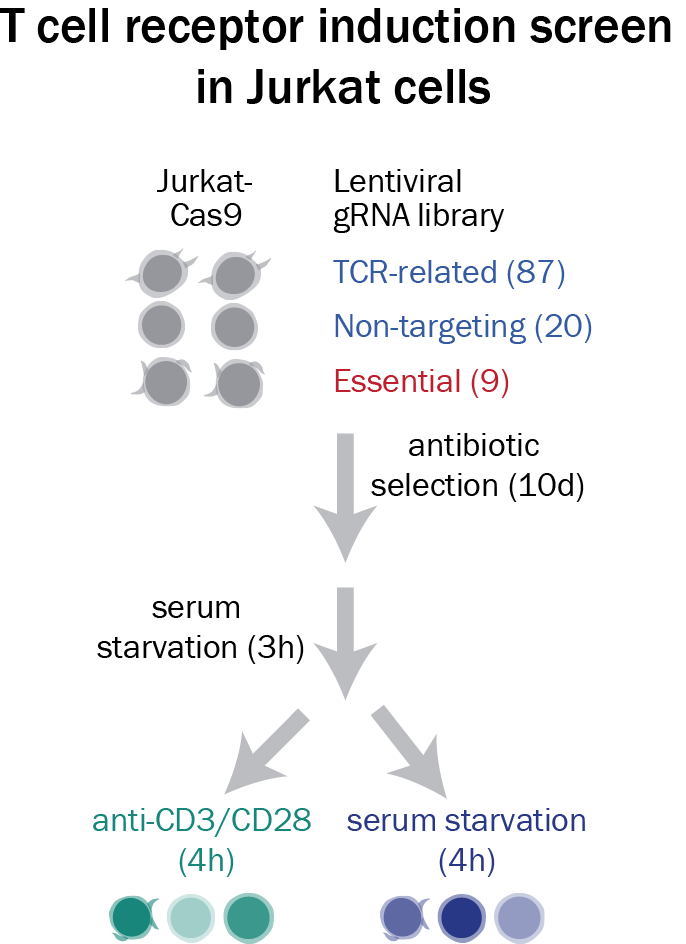 T cell receptor induction screen
in Jurkat cells
Jurkat-
Cas9
Lentiviral
gRNA library
TCR-related (87)
Non-targeting (20)
Essential (9)
antibiotic
selection (10d)
serum
starvation (3h)
anti-CD3/CD28
(4h)
serum starvation
(4h)